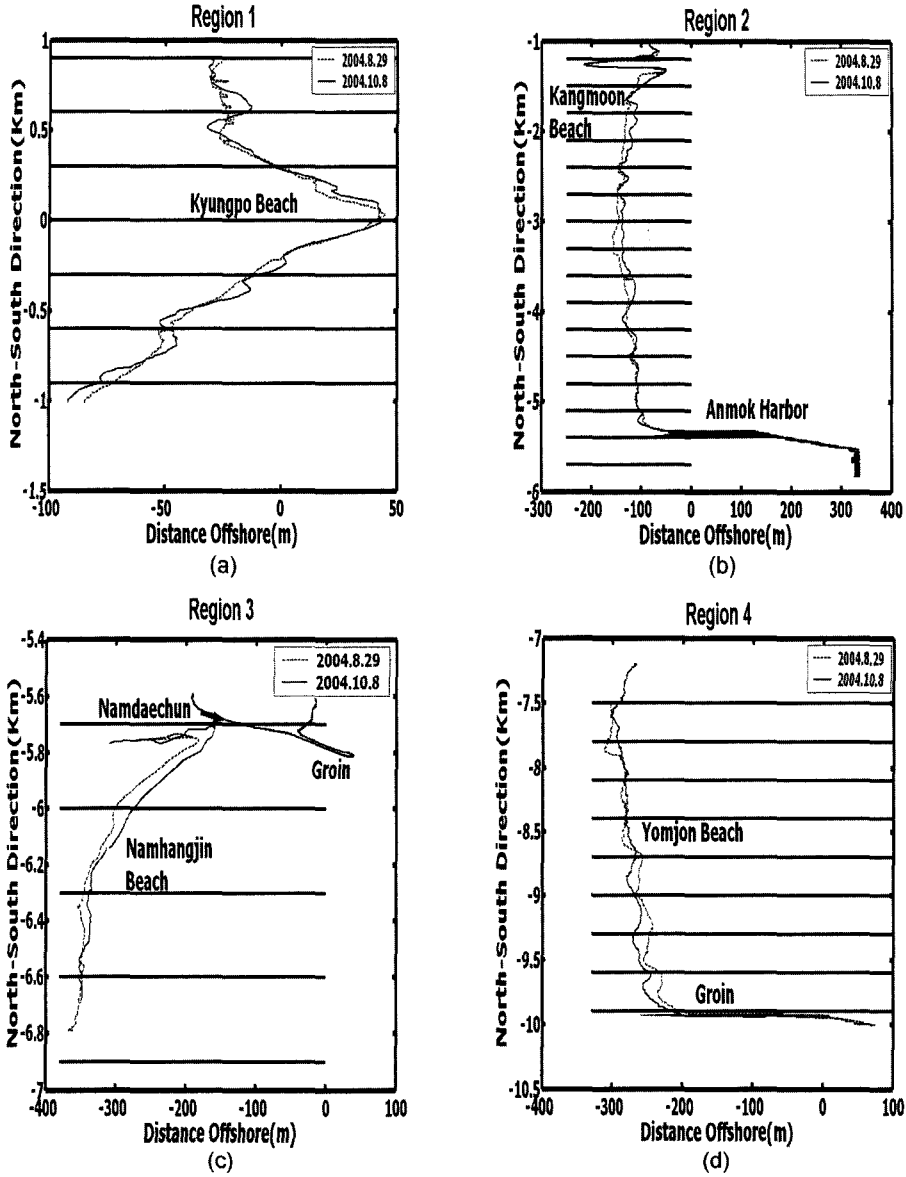 Region 1
2004.8.29
2004.10.8
1
0.5
0
-0.5
-1
-1.5
-100
-50
0
50
North-South Direction(Km)
Kyungpo Beach
Distance Offshore(m)
(a)
Region 2
2004.8.29
2004.10.8
-1
-2
-3
-4
-5
-6
-300
-200
-100
0
100
200
300
400
North-South Direction(Km)
Kangmoon
Beach
Anmok Harbor
Distance Offshore(m)
(b)
Region 3
2004.8.29
2004.10.8
-5.4
-5.6
-5.8
-6
-6.2
-6.4
-6.6
-6.8
-7
-400
-300
-200
-100
0
100
North-South Direction(Km)
Namdaechun
Groin
Namhangjin
Beach
Distance Offshore(m)
(c)
Region 4
2004.8.29
2004.10.8
-7
-7.5
-8
-8.5
-9
-9.5
-10
-10.5
-400
-300
-200
-100
0
100
North-South Direction(Km)
Yomjon Beach
Groin
Distance Offshore(m)
(d)